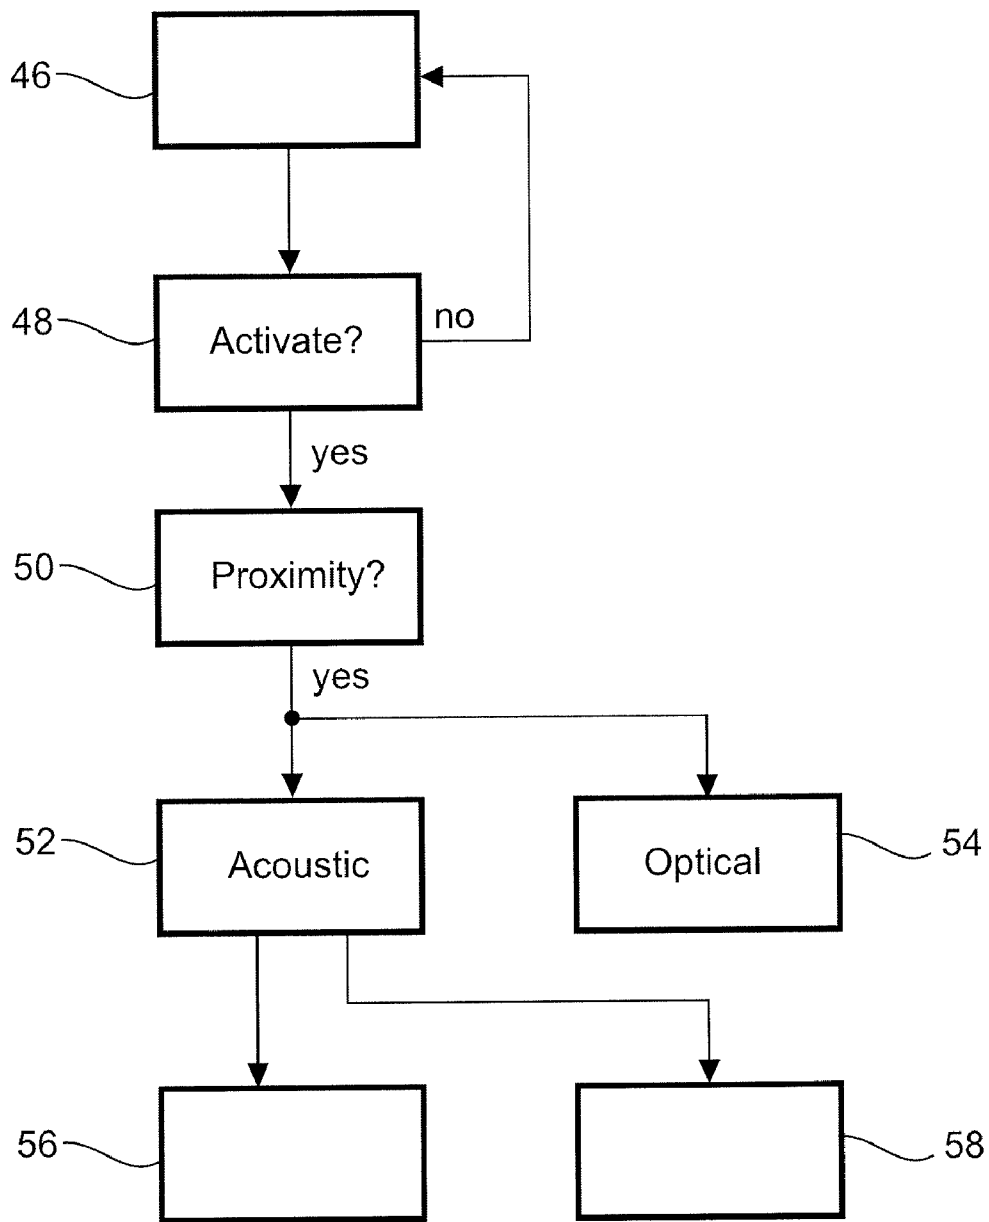 46
no
48
Activate?
yes
50
Proximity?
yes
52
Acoustic
Optical
54
56
58